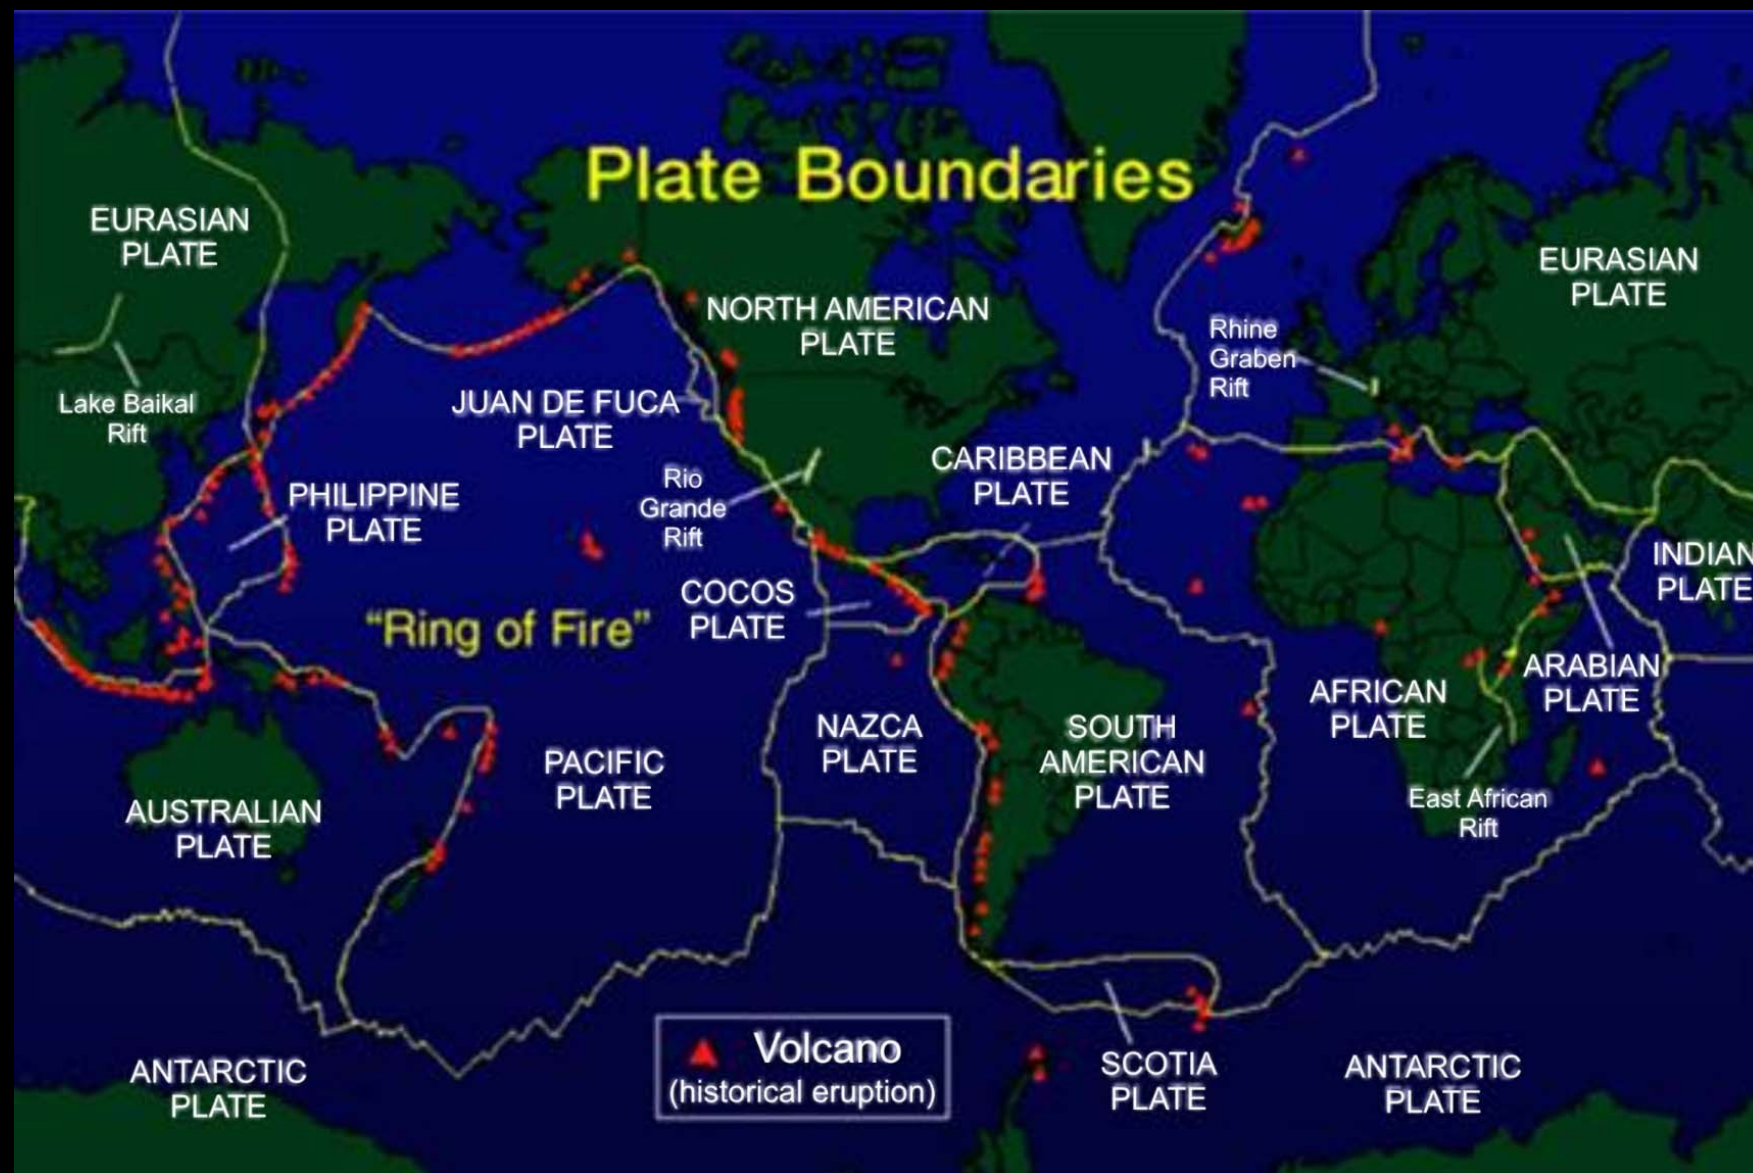 Plate Boundaries
EURASIAN
PLATE
EURASIAN
PLATE
NORTH AMERICAN
PLATE
Rhine
Graben
Rift
Lake Baikal
Rift
JUAN DE FUCA
PLATE
CARIBBEAN
PLATE
Rio
Grande
Rift
PHILIPPINE
PLATE
INDIAN
PLATE
COCOS
PLATE
“Ring of Fire”
ARABIAN
PLATE
AFRICAN
PLATE
NAZCA
PLATE
SOUTH
AMERICAN
PLATE
PACIFIC
PLATE
AUSTRALIAN
PLATE
East African
Rift
Volcano
(historical eruption)
SCOTIA
PLATE
ANTARCTIC
PLATE
ANTARCTIC
PLATE